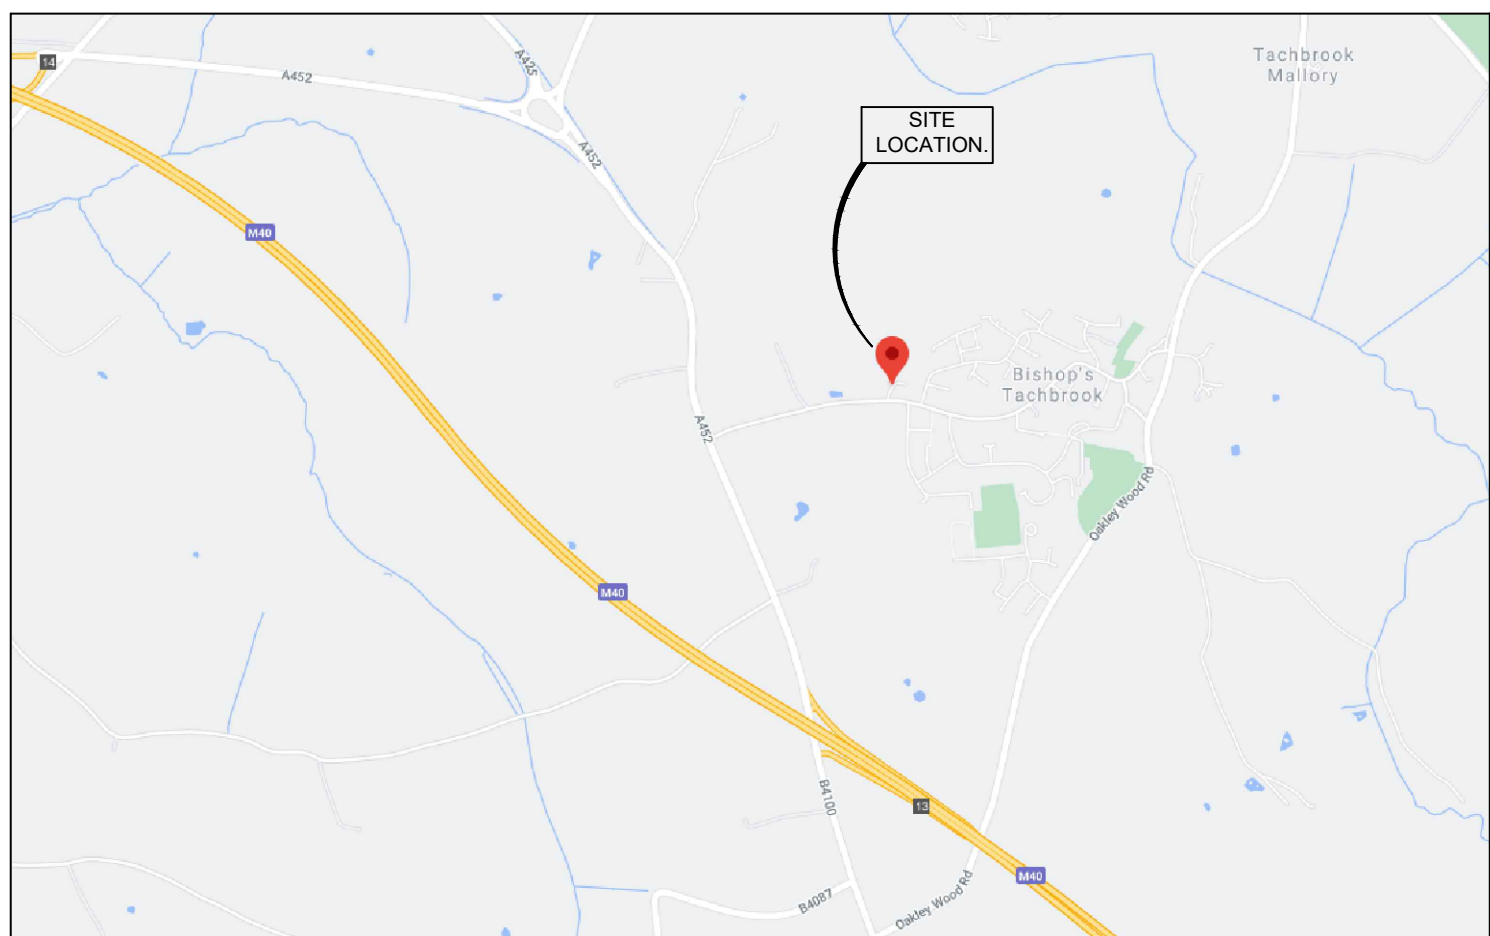 Tachbrook
Mallory
A425
14
A452
SITE
LOCATION.
A452
M40
Bishop's
Tachbrook
A452
Oakley Wood Rd
M40
B4100
13
M40
B4087
Oakley Wood Rd